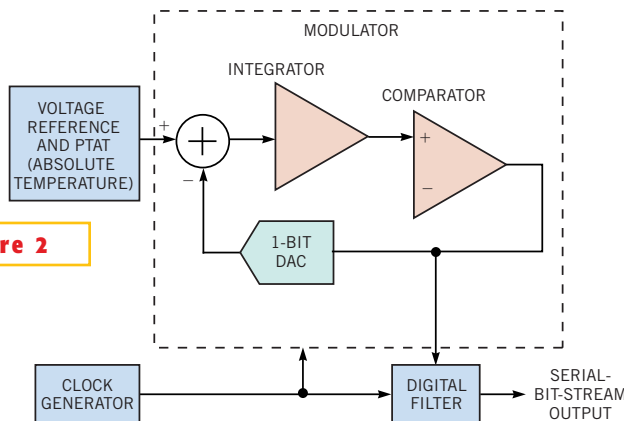 MODULATOR
INTEGRATOR
COMPARATOR
VOLTAGE
REFERENCE
AND PTAT
(ABSOLUTE
TEMPERATURE)
+
+
−
+
−
1-BIT
DAC
re 2
CLOCK
GENERATOR
DIGITAL
FILTER
SERIAL-
BIT-STREAM
OUTPUT